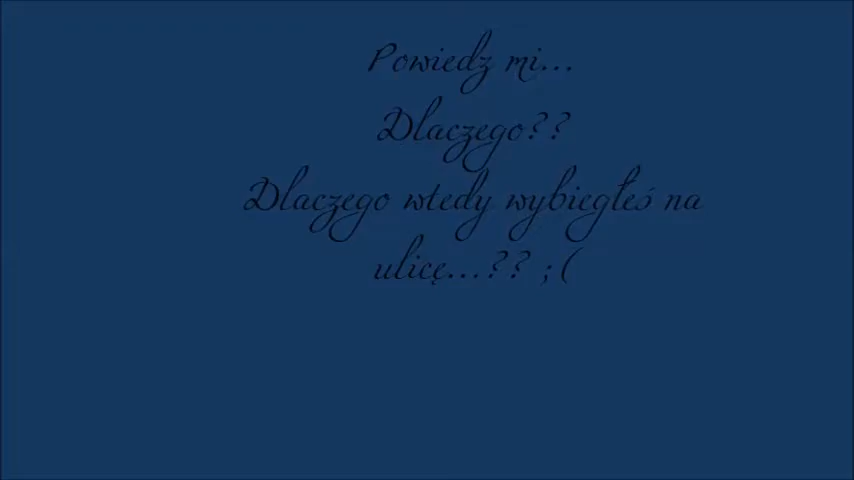 Powiedz mi...
Dlaczego??
Dlaczego wtedy wybiegłeś na
ulicę...?? ;(